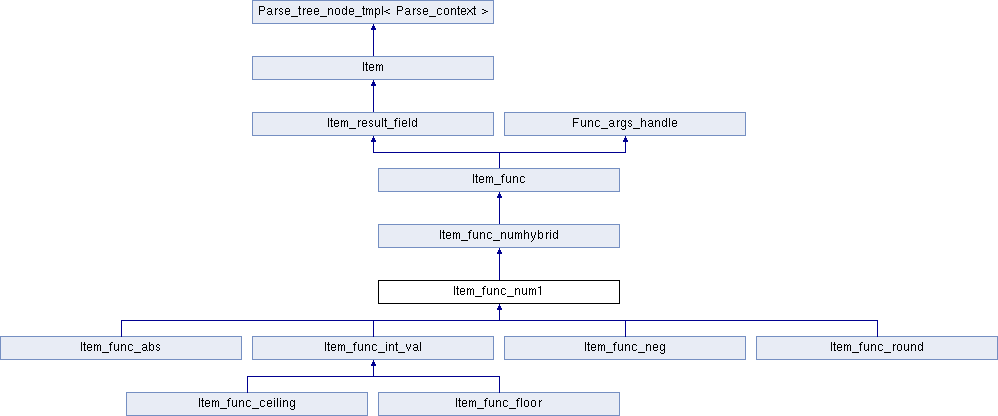 Parse_tree_node_tmpl< Parse_context >
Item
Item_result_field
Func_args_handle
Item_func
Item_func_numhybrid
Item_func_num1
Item_func_abs
Item_func_int_val
Item_func_neg
Item_func_round
Item_func_ceiling
Item_func_floor